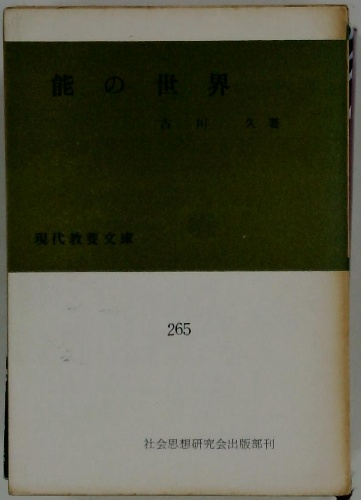 能の世界
古川 久著
現代教養文庫
265
社会思想研究会出版部刊